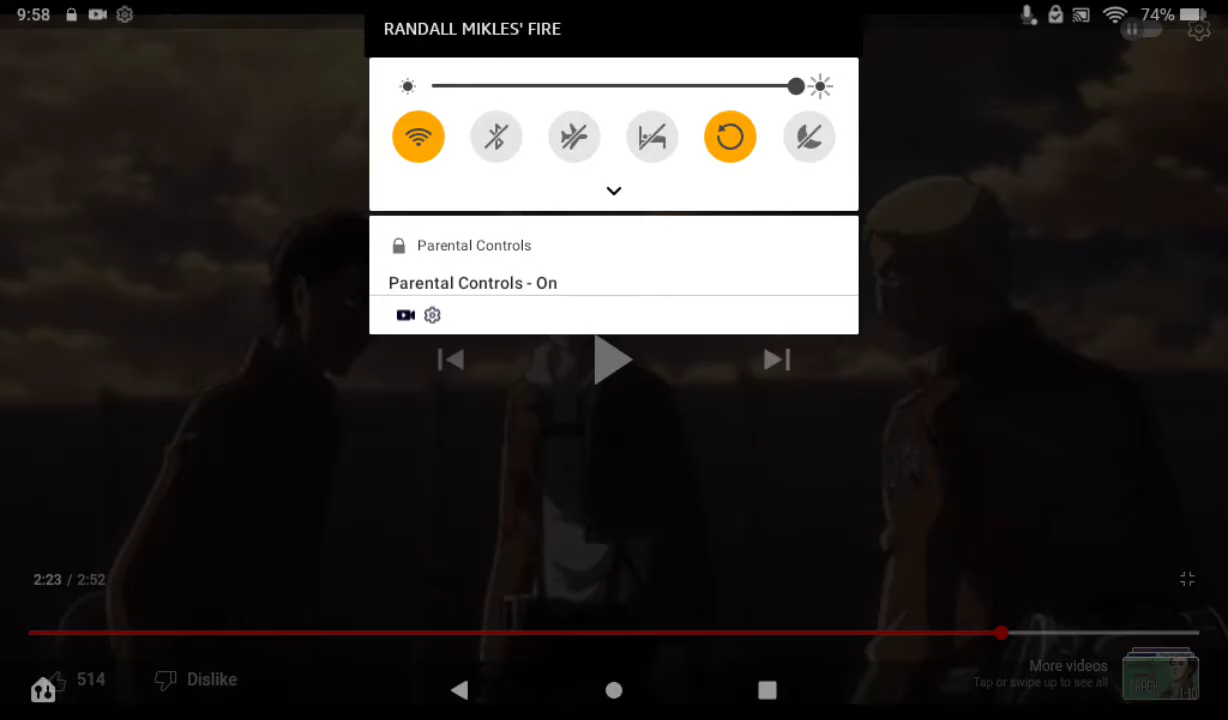 9:58
74%
RANDALL MIKLES' FIRE
Parental Controls
Parental Controls - On
2:23 / 2:52
514
Dislike
More videos
Tap or swipe up to see all